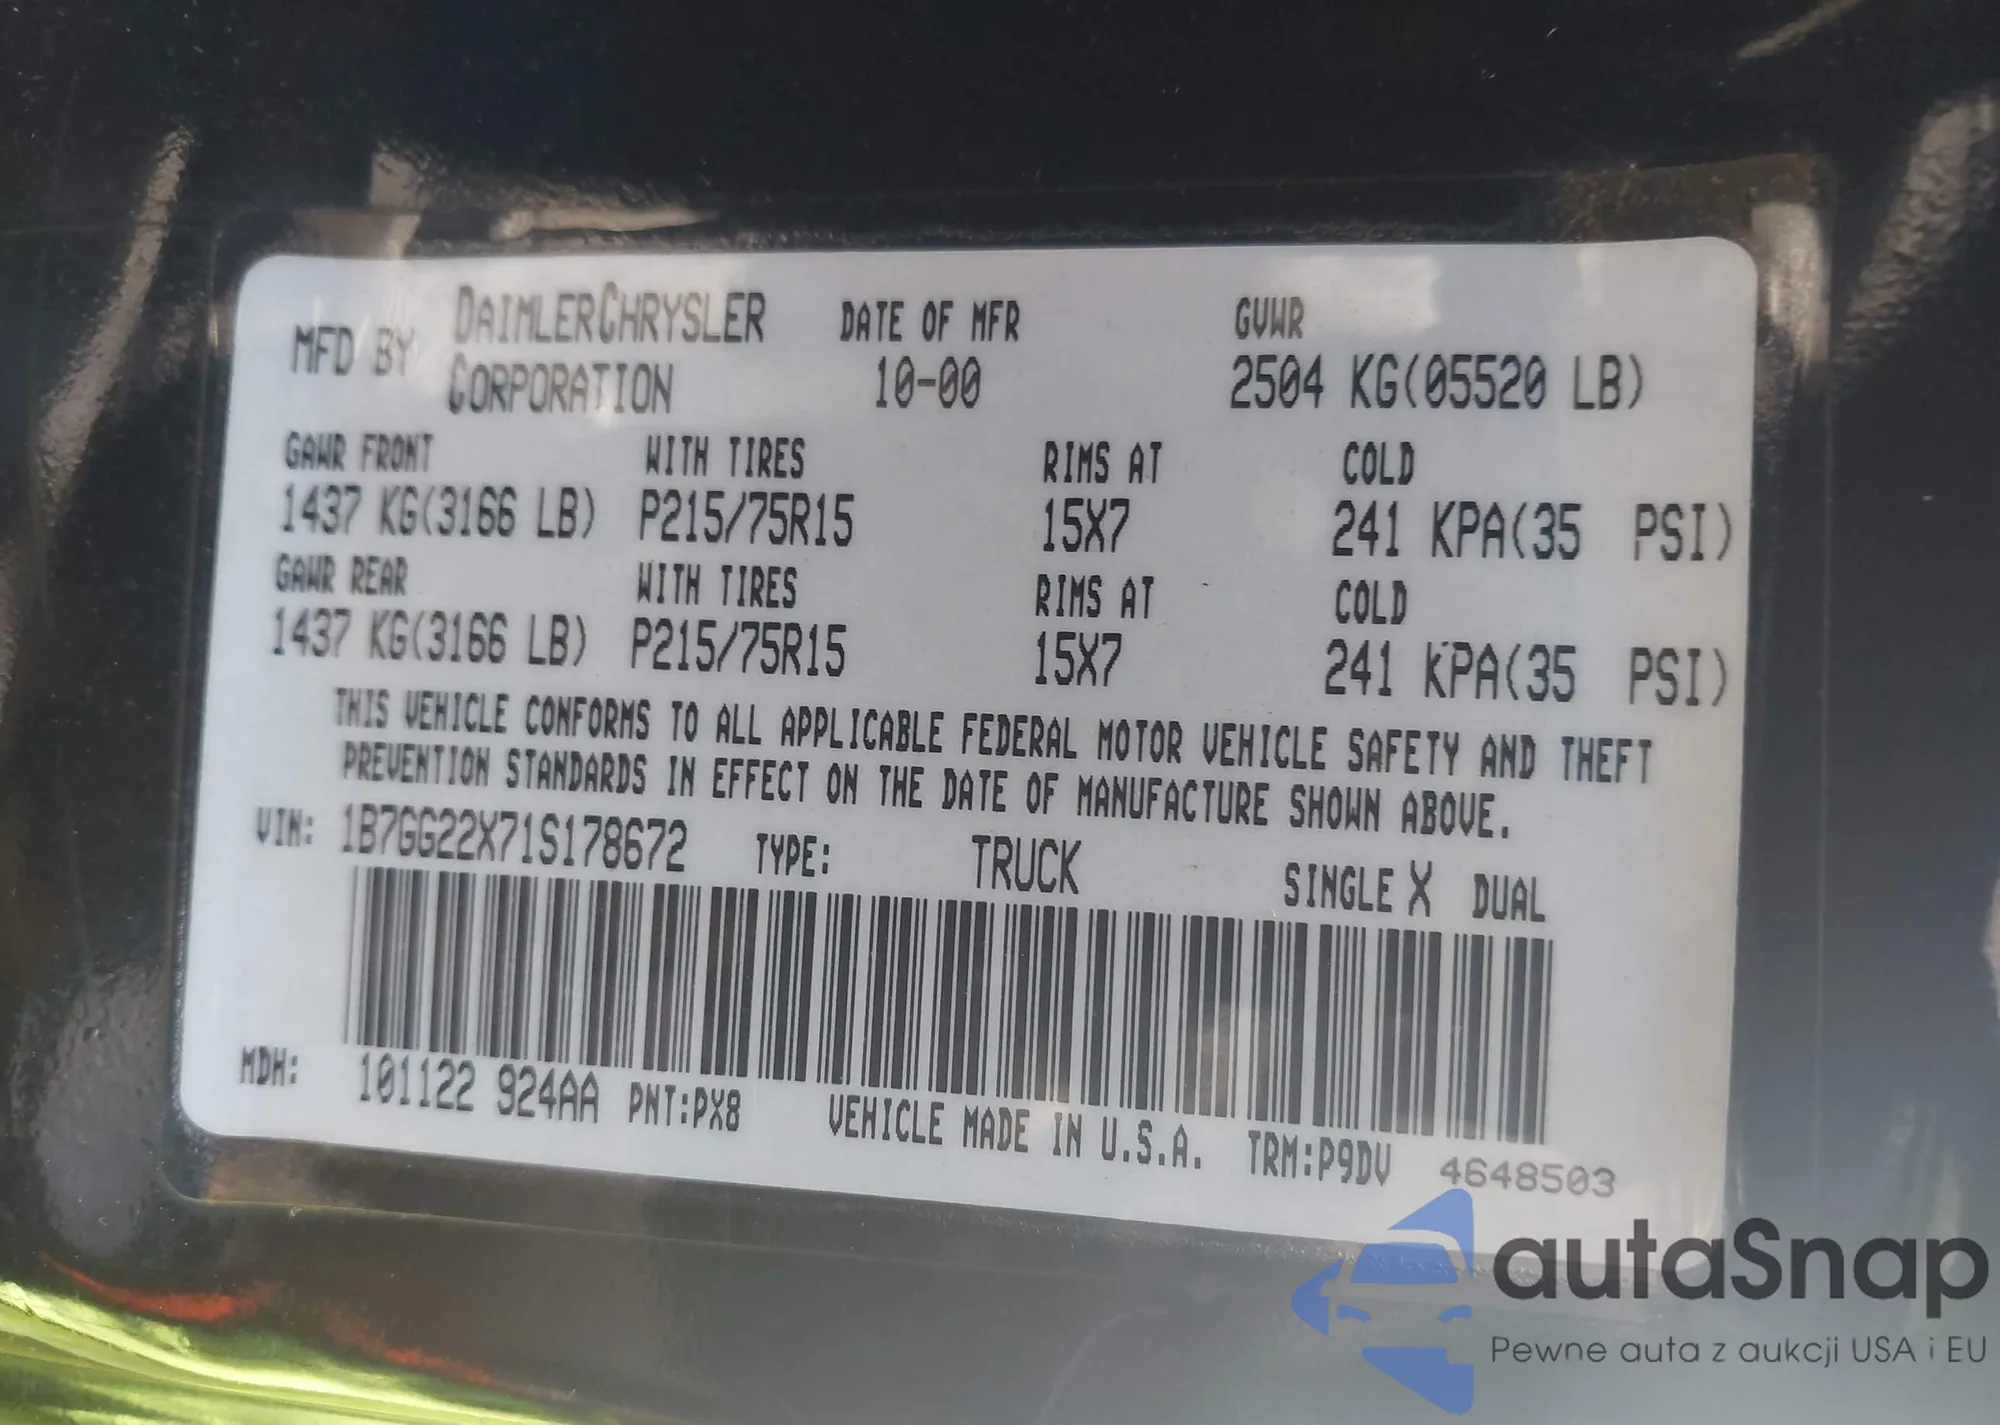 MFD BY DAIMLERCHRYSLER CORPORATION DATE OF MFR 10-00 GVWR 2504 KG(05520 LB)
GAWR FRONT WITH TIRES RIMS AT COLD
1437 KG(3166 LB) P215/75R15 15X7 241 KPA(35 PSI)
GAWR REAR WITH TIRES RIMS AT COLD
1437 KG(3166 LB) P215/75R15 15X7 241 KPA(35 PSI)
THIS VEHICLE CONFORMS TO ALL APPLICABLE FEDERAL MOTOR VEHICLE SAFETY AND THEFT
PREVENTION STANDARDS IN EFFECT ON THE DATE OF MANUFACTURE SHOWN ABOVE.
VIN: 1B7GG22X71S178672 TYPE: TRUCK SINGLE X DUAL
MDH: 101122 924AA PNT:PX8 VEHICLE MADE IN U.S.A. TRM:P9DV 4648503
autaSnap
Pewne auta z aukcji USA i EU